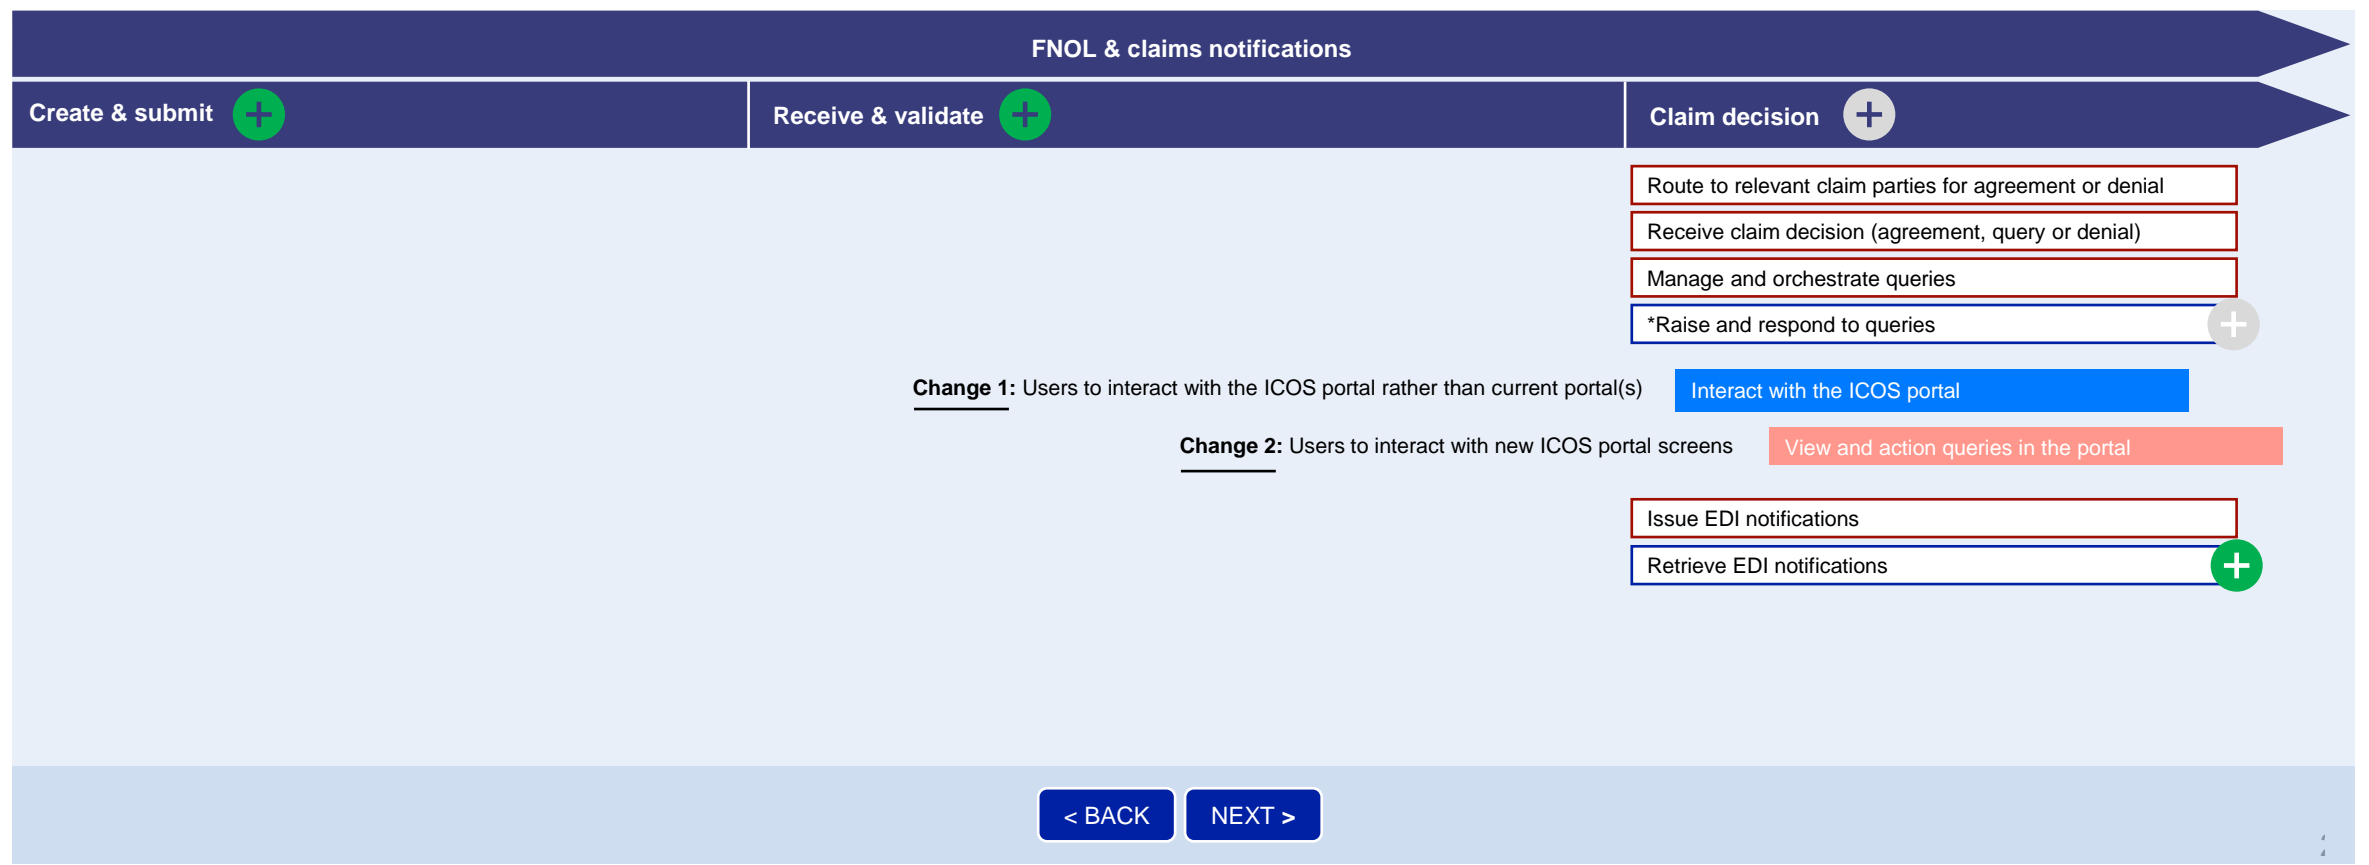 FNOL & claims notifications
Create & submit
Receive & validate
Claim decision
Route to relevant claim parties for agreement or denial
Receive claim decision (agreement, query or denial)
Manage and orchestrate queries
*Raise and respond to queries
Change 1: Users to interact with the ICOS portal rather than current portal(s)
Interact with the ICOS portal
Change 2: Users to interact with new ICOS portal screens
View and action queries in the portal
Issue EDI notifications
Retrieve EDI notifications
< BACK
NEXT >